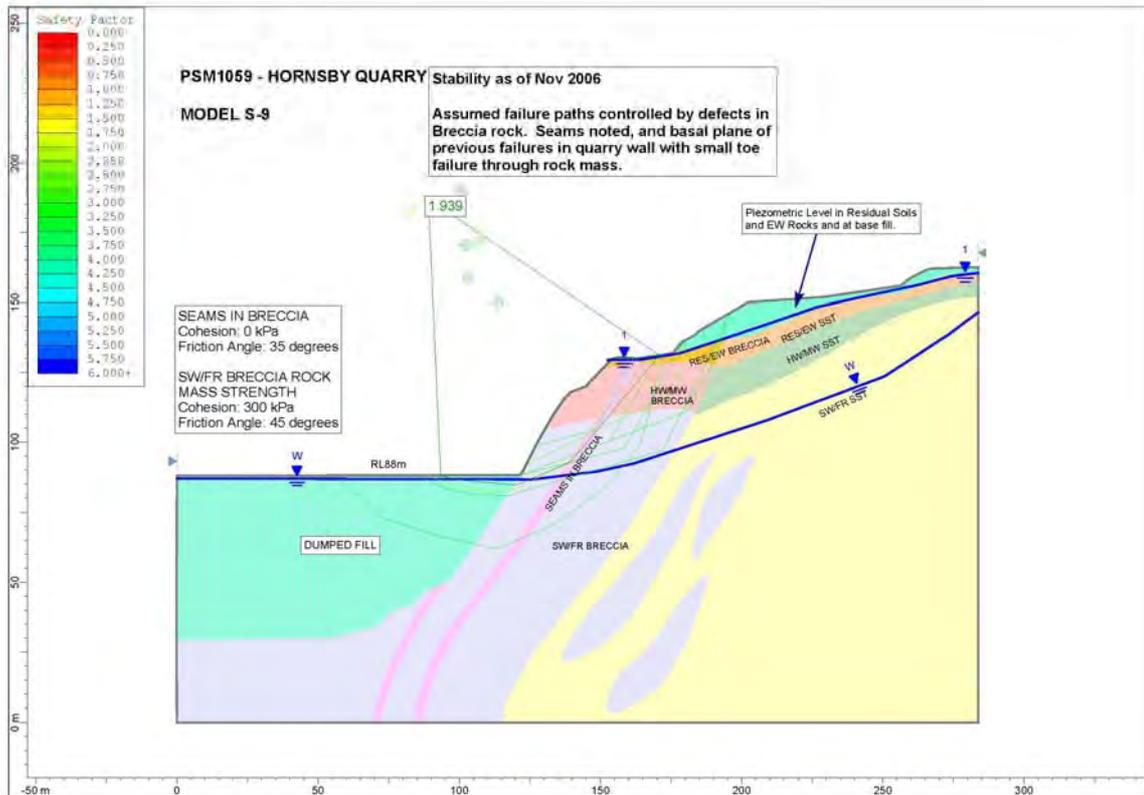 Safety Factor
0.000
0.250
0.500
0.750
1.000
1.250
1.500
1.750
2.000
2.250
2.500
2.750
3.000
3.250
3.500
3.750
4.000
4.250
4.500
4.750
5.000
5.250
5.500
5.750
6.000+
PSM1059 - HORNSBY QUARRY
MODEL S-9
Stability as of Nov 2006
Assumed failure paths controlled by defects in
Breccia rock. Seams noted, and basal plane of
previous failures in quarry wall with small toe
failure through rock mass.
1.939
Piezometric Level in Residual Soils
and EW Rocks and at base fill.
SEAMS IN BRECCIA
Cohesion: 0 kPa
Friction Angle: 35 degrees
SW/FR BRECCIA ROCK
MASS STRENGTH
Cohesion: 300 kPa
Friction Angle: 45 degrees
1
1
W
W
RES/EW BRECCIA
RES/EW SST
HW/MW SST
HW/MW
BRECCIA
SW/FR SST
SEAMS IN BRECCIA
RL88m
DUMPED FILL
SW/FR BRECCIA
250
200
150
100
50
0 m
-50 m
0
50
100
150
200
250
300